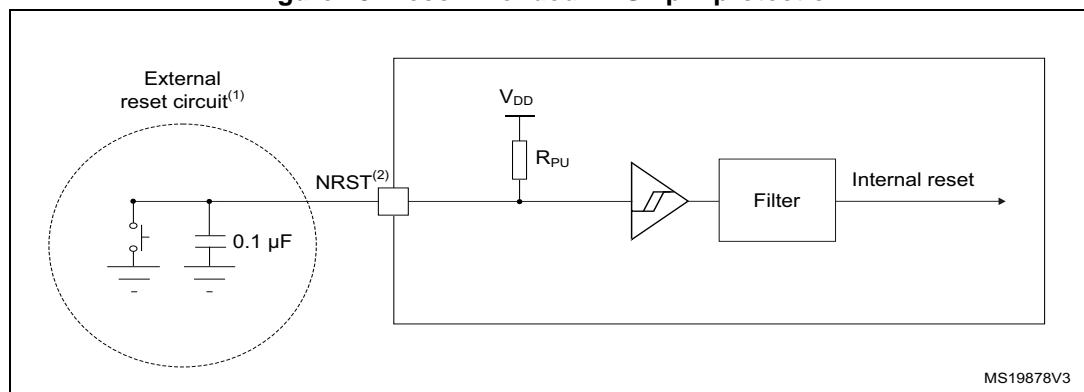 External
reset circuit(1)
VDD
RPU
NRST(2)
Filter
Internal reset
0.1 µF
MS19878V3